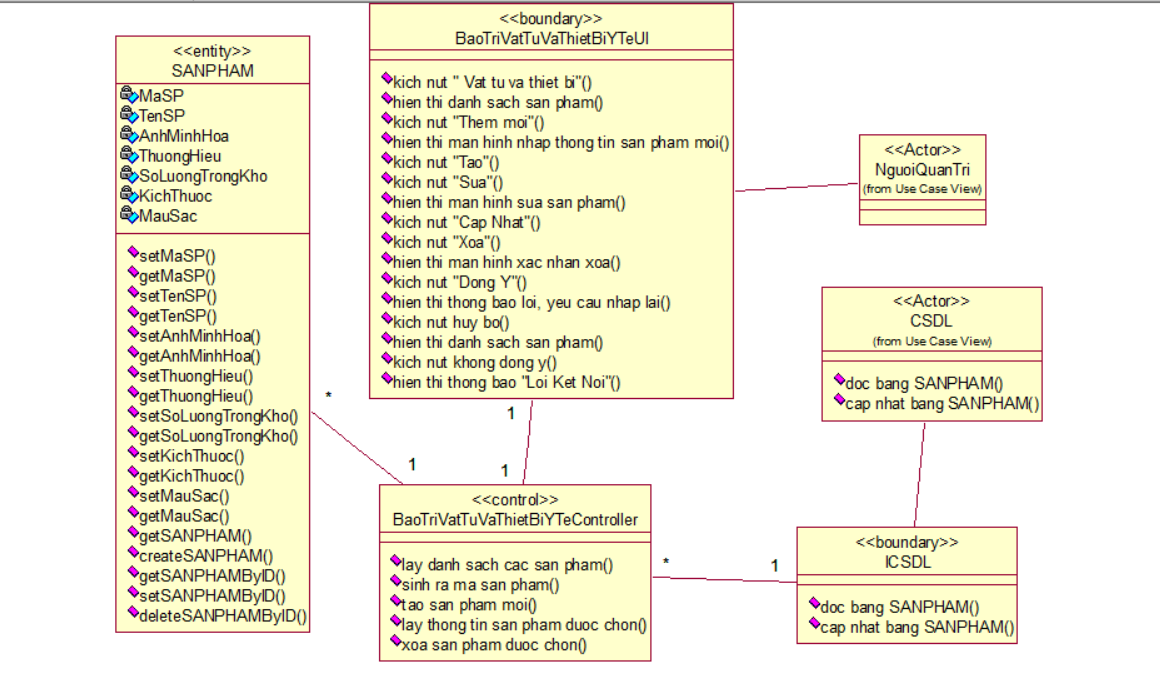 <<entity>>
SANPHAM
MaSP
TenSP
AnhMinhHoa
ThuongHieu
SoLuongTrongKho
KichThuoc
MauSac
setMaSP()
getMaSP()
setTenSP()
getTenSP()
setAnhMinhHoa()
getAnhMinhHoa()
setThuongHieu()
getThuongHieu()
setSoLuongTrongKho()
getSoLuongTrongKho()
setKichThuoc()
getKichThuoc()
setMauSac()
getMauSac()
getSANPHAM()
createSANPHAM()
getSANPHAMByID()
setSANPHAMByID()
deleteSANPHAMByID()
<<boundary>>
BaoTriVatTuVaThietBiYTeUI
kich nut " Vat tu va thiet bi"()
hien thi danh sach san pham()
kich nut "Them moi"()
hien thi man hinh nhap thong tin san pham moi()
kich nut "Tao"()
kich nut "Sua"()
hien thi man hinh sua san pham()
kich nut "Cap Nhat"()
kich nut "Xoa"()
hien thi man hinh xac nhan xoa()
kich nut "Dong Y"()
hien thi thong bao loi, yeu cau nhap lai()
kich nut huy bo()
hien thi danh sach san pham()
kich nut khong dong y()
hien thi thong bao "Loi Ket Noi"()
<<Actor>>
NguoiQuanTri
(from Use Case View)
<<Actor>>
CSDL
(from Use Case View)
doc bang SANPHAM()
cap nhat bang SANPHAM()
*
1
1
1
<<control>>
BaoTriVatTuVaThietBiYTeController
lay danh sach cac san pham()
sinh ra ma san pham()
tao san pham moi()
lay thong tin san pham duoc chon()
xoa san pham duoc chon()
*
1
<<boundary>>
ICSDL
doc bang SANPHAM()
cap nhat bang SANPHAM()